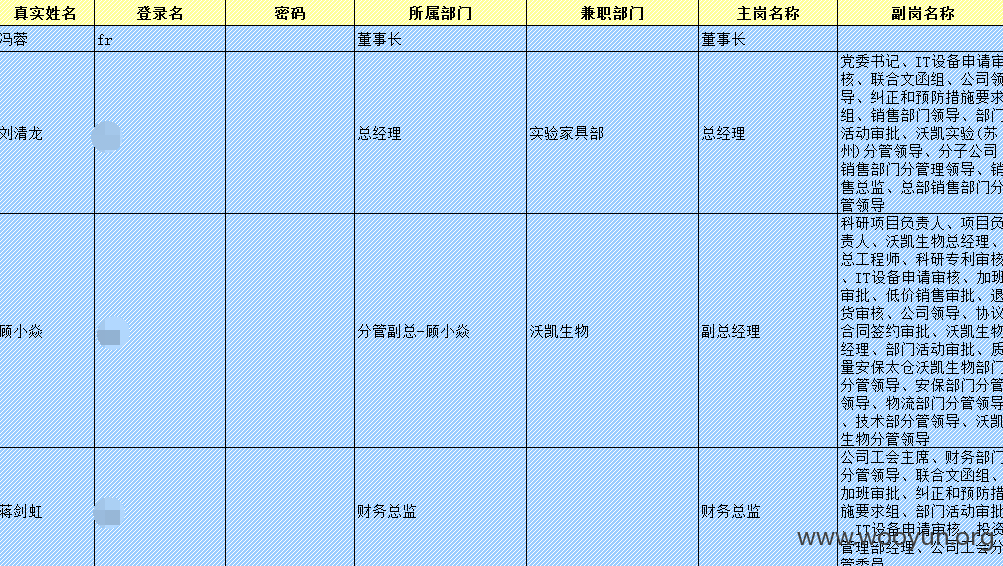 真实姓名 登录名 密码 所属部门 兼职部门 主岗名称 副岗名称
冯蓉 fr 董事长 董事长
刘清龙 总经理 实验家具部 总经理
党委书记、IT设备申请审
核、联合文函组、公司领
导、纠正和预防措施要求
组、销售部门领导、部门
活动审批、沃凯实验(苏
州)分管领导、分子公司
销售部门分管理领导、销
售总监、总部销售部门分
管领导
顾小焱 分管副总-顾小焱 沃凯生物 副总经理
科研项目负责人、项目负
责人、沃凯生物总经理、
总工程师、科研专利审核
、IT设备申请审核、加班
审批、低价销售审批、退
货审核、公司领导、协议
合同签约审批、沃凯生物
经理、部门活动审批、质
量安保太仓沃凯生物部门
分管领导、安保部门分管
领导、物流部门分管领导
、技术部分管领导、沃凯
生物分管领导
蒋剑虹 财务总监 财务总监
公司工会主席、财务部门
分管领导、联合文函组、
加班审批、纠正和预防措
施要求组、部门活动审批
、IT设备申请审核、投资
管理部经理、公司工会分
管委员
www.wooyun.org